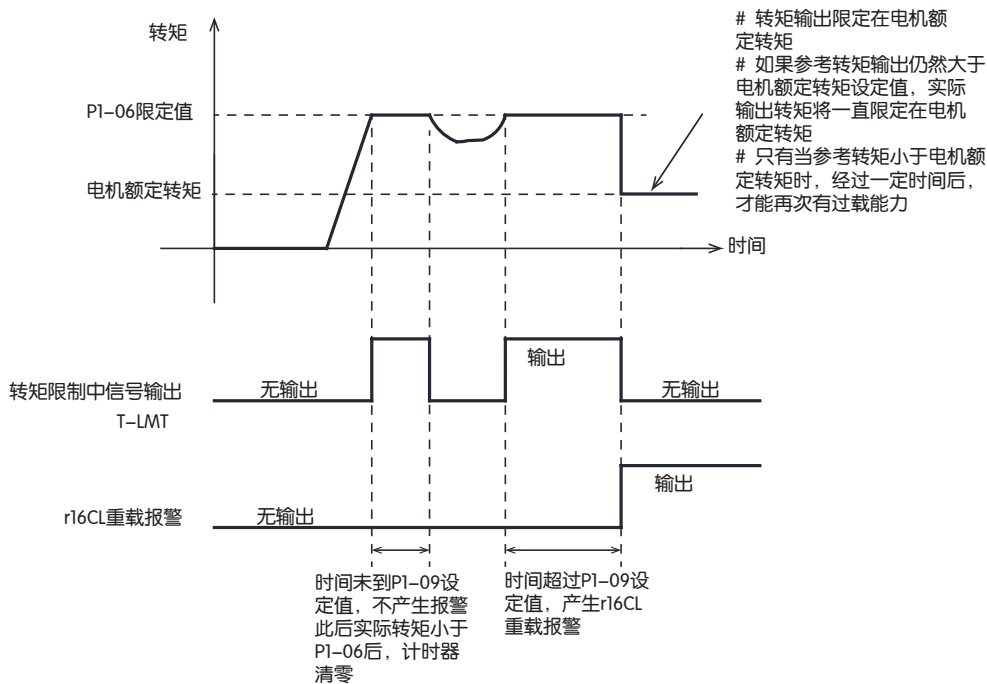 转矩
P1-06限定值
电机额定转矩
# 转矩输出限定在电机额
定转矩
# 如果参考转矩输出仍然大于
电机额定转矩设定值，实际
输出转矩将一直限定在电机
额定转矩
# 只有当参考转矩小于电机额
定转矩时，经过一定时间后，
才能再次有过载能力
时间
转矩限制中信号输出
T-LMT
无输出
输出
无输出
r16CL重载报警
无输出
输出
时间未到P1-09设
定值，不产生报警
此后实际转矩小于
P1-06后，计时器
清零
时间超过P1-09设
定值，产生r16CL
重载报警